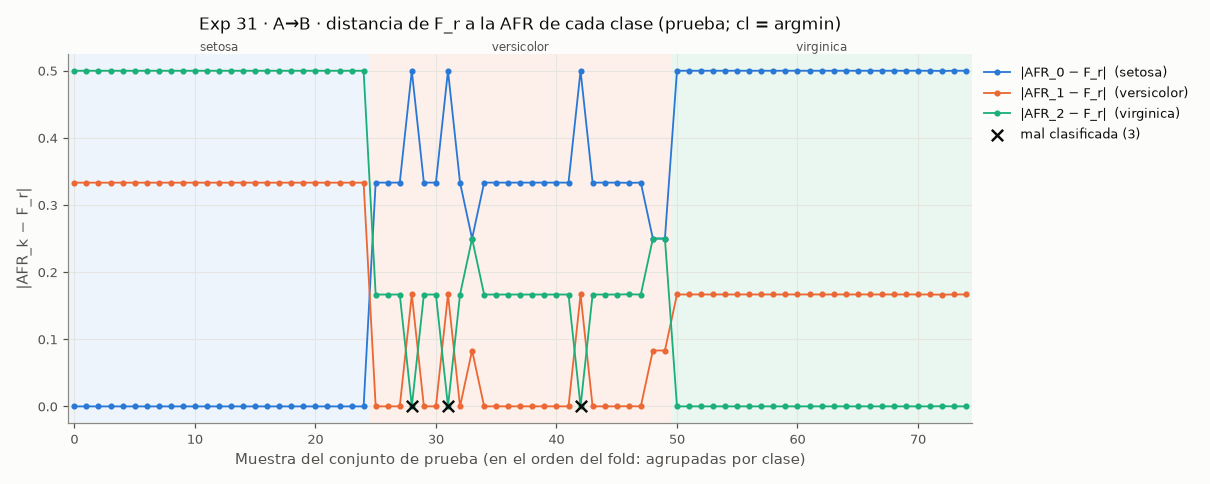 Exp 31 · A→B · distancia de F_r a la AFR de cada clase (prueba; cl = argmin)
setosa
versicolor
virginica
|AFR_k − F_r|
0.5
0.4
0.3
0.2
0.1
0.0
0
10
20
30
40
50
60
70
Muestra del conjunto de prueba (en el orden del fold: agrupadas por clase)
|AFR_0 − F_r| (setosa)
|AFR_1 − F_r| (versicolor)
|AFR_2 − F_r| (virginica)
mal clasificada (3)